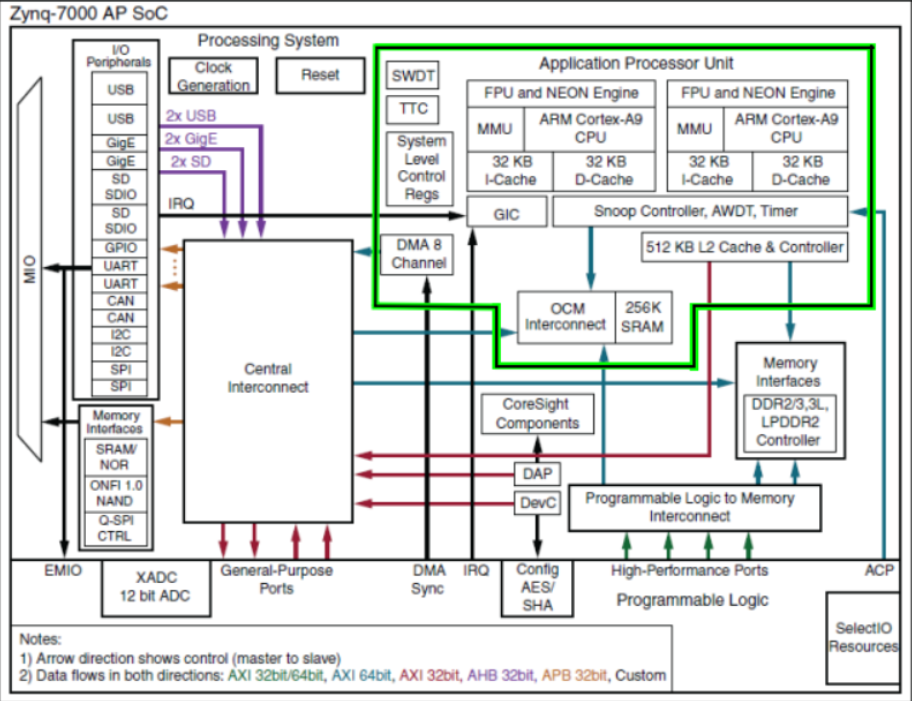 Zynq-7000 AP SoC
I/O
Peripherals
USB
USB
GigE
GigE
SD
SDIO
SD
SDIO
GPIO
UART
UART
CAN
CAN
I2C
I2C
SPI
SPI
MIO
Memory
Interfaces
SRAM/
NOR
ONFI 1.0
NAND
Q-SPI
CTRL
Processing System
Clock
Generation
Reset
2x USB
2x GigE
2x SD
IRQ
Central
Interconnect
Application Processor Unit
SWDT
TTC
System
Level
Control
Regs
DMA 8
Channel
FPU and NEON Engine
MMU
ARM Cortex-A9
CPU
32 KB
I-Cache
32 KB
D-Cache
FPU and NEON Engine
MMU
ARM Cortex-A9
CPU
32 KB
I-Cache
32 KB
D-Cache
GIC
Snoop Controller, AWDT, Timer
512 KB L2 Cache & Controller
OCM
Interconnect
256K
SRAM
Memory
Interfaces
DDR2/3,3L,
LPDDR2
Controller
CoreSight
Components
DAP
DevC
Programmable Logic to Memory
Interconnect
EMIO
XADC
12 bit ADC
General-Purpose
Ports
DMA
Sync
IRQ
Config
AES/
SHA
High-Performance Ports
ACP
Programmable Logic
SelectIO
Resources
Notes:
1) Arrow direction shows control (master to slave)
2) Data flows in both directions: AXI 32bit/64bit, AXI 64bit, AXI 32bit, AHB 32bit, APB 32bit, Custom